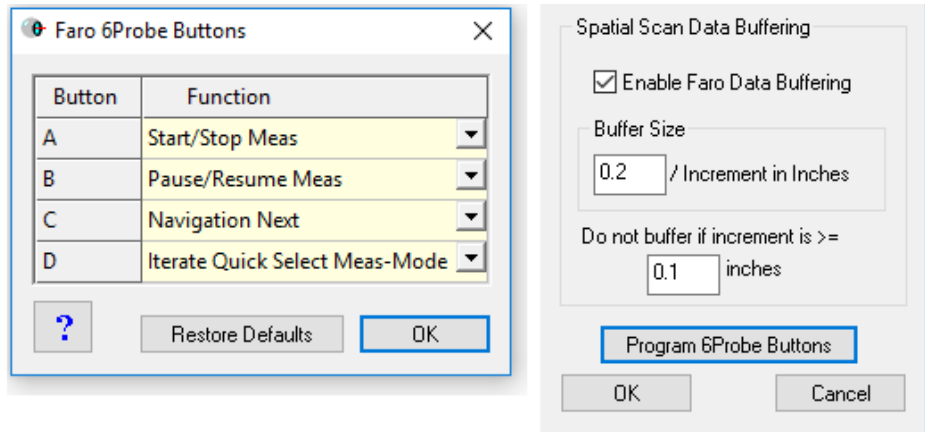 Faro 6Probe Buttons
Button Function
A Start/Stop Meas
B Pause/Resume Meas
C Navigation Next
D Iterate Quick Select Meas-Mode
? Restore Defaults OK
Spatial Scan Data Buffering
Enable Faro Data Buffering
Buffer Size
0.2 / Increment in Inches
Do not buffer if increment is >=
0.1 inches
Program 6Probe Buttons
OK Cancel